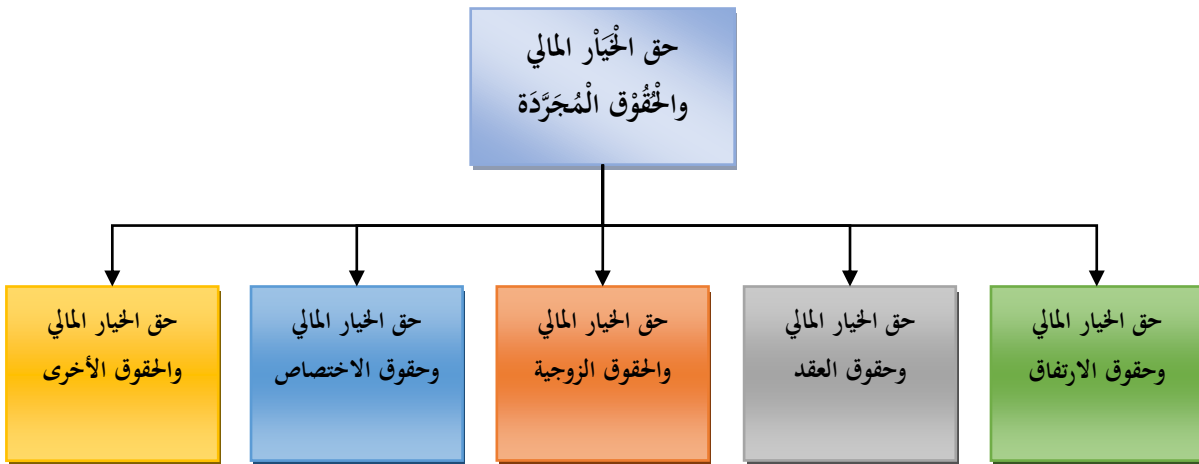 حق الْخَيَاْر المالي
والْحُقُوْق الْمُجَرَّدَة
حق الخيار المالي
وحقوق الارتفاق
حق الخيار المالي
وحقوق العقد
حق الخيار المالي
والحقوق الزوجية
حق الخيار المالي
وحقوق الاختصاص
حق الخيار المالي
والحقوق الأخرى